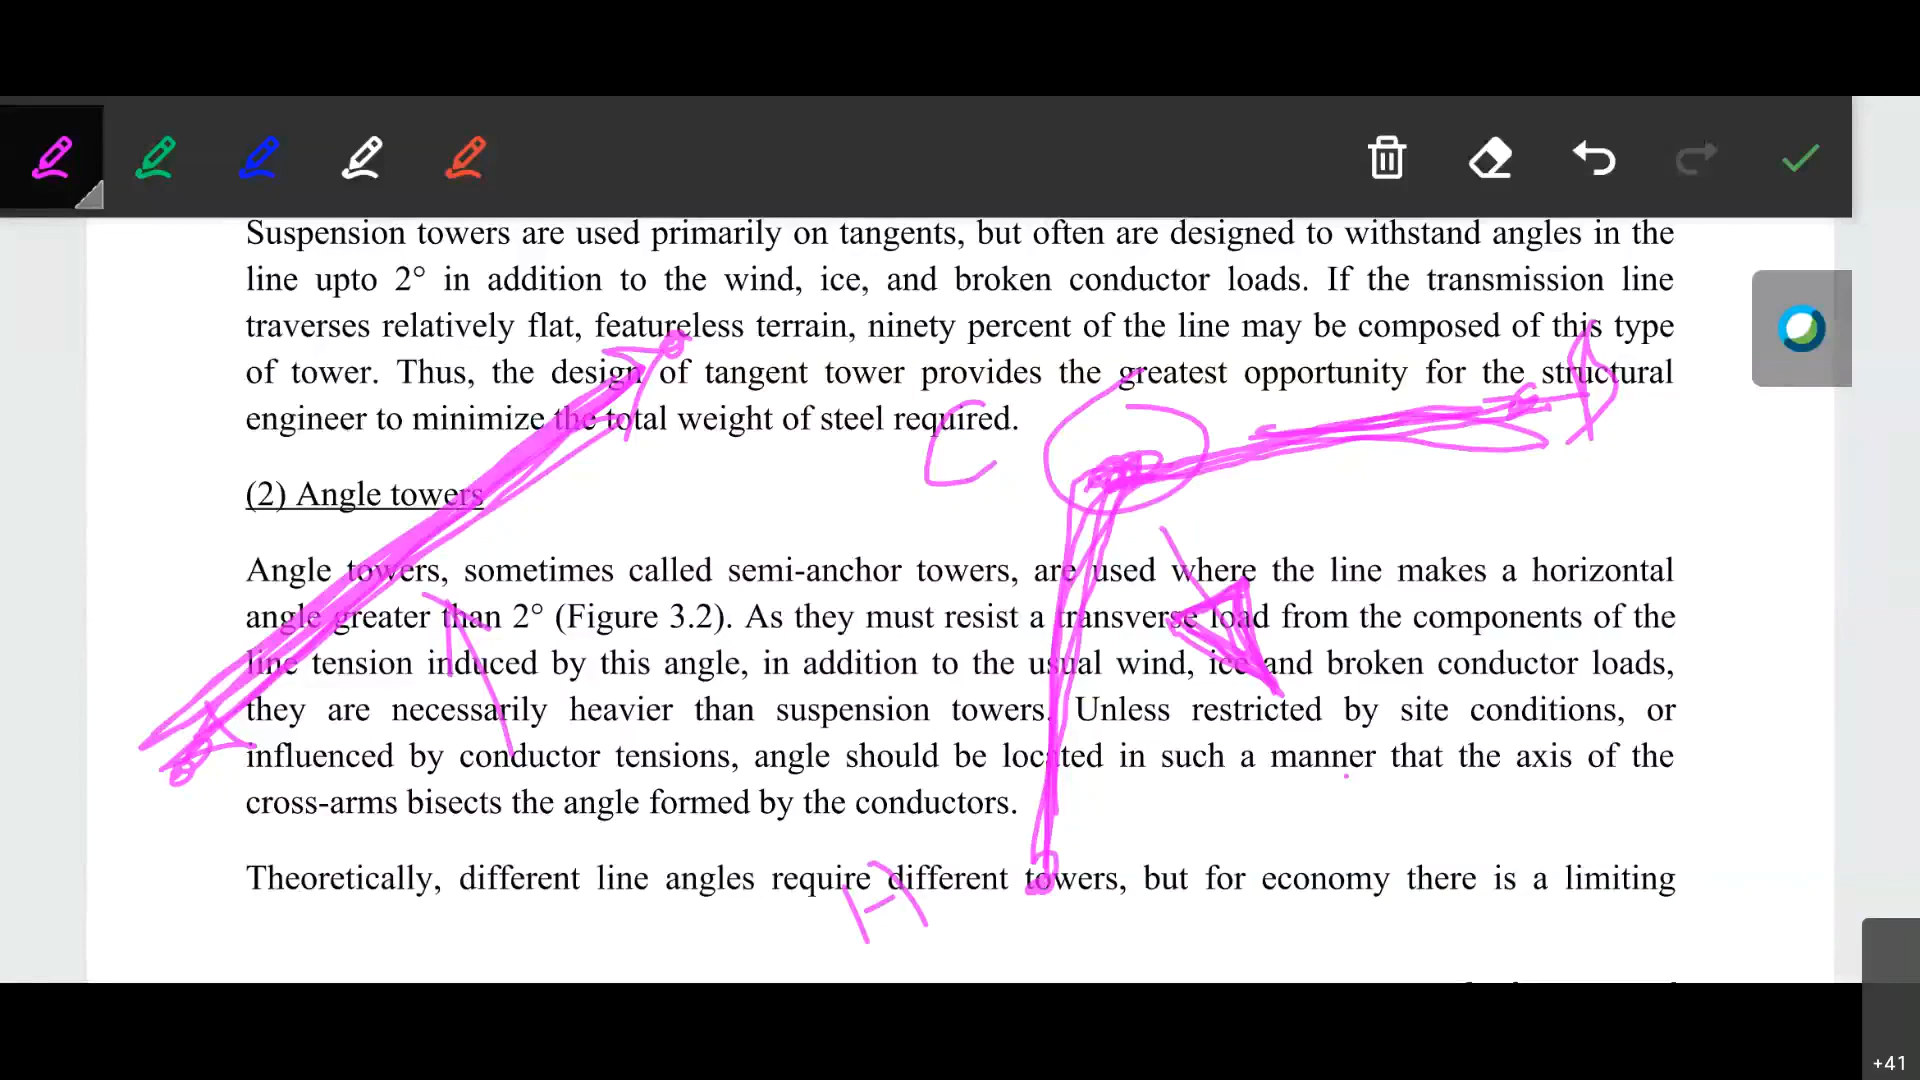 Suspension towers are used primarily on tangents, but often are designed to withstand angles in the
line upto 2° in addition to the wind, ice, and broken conductor loads. If the transmission line
traverses relatively flat, featureless terrain, ninety percent of the line may be composed of this type
of tower. Thus, the design of tangent tower provides the greatest opportunity for the structural
engineer to minimize the total weight of steel required.
C
(2) Angle towers
Angle towers, sometimes called semi-anchor towers, are used where the line makes a horizontal
angle greater than 2° (Figure 3.2). As they must resist a transverse load from the components of the
line tension induced by this angle, in addition to the usual wind, ice and broken conductor loads,
they are necessarily heavier than suspension towers. Unless restricted by site conditions, or
influenced by conductor tensions, angle should be located in such a manner that the axis of the
cross-arms bisects the angle formed by the conductors.
Theoretically, different line angles require different towers, but for economy there is a limiting
+41